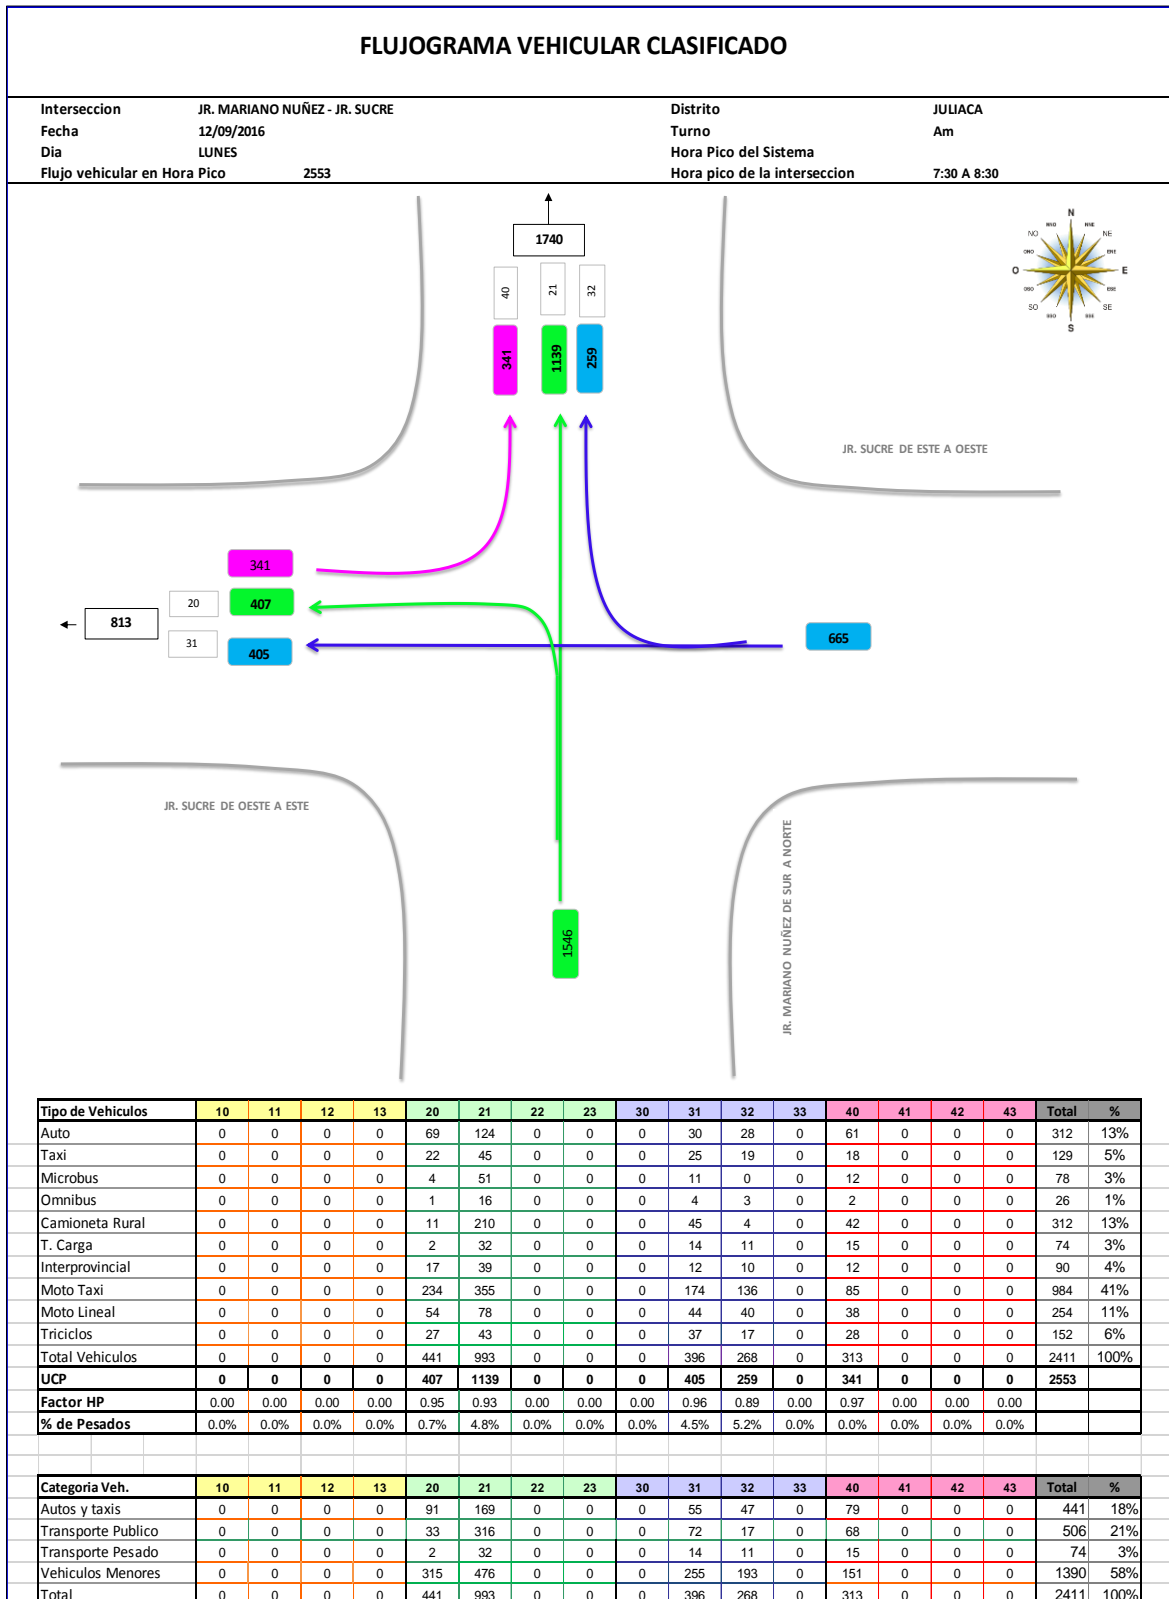 FLUJOGRAMA VEHICULAR CLASIFICADO
Interseccion JR. MARIANO NUÑEZ - JR. SUCRE Distrito JULIACA
Fecha 12/09/2016 Turno Am
Dia LUNES Hora Pico del Sistema
Flujo vehicular en Hora Pico 2553 Hora pico de la interseccion 7:30 A 8:30
1740
40 21 32
341 1139 259
N
NNO NNE
NO NE
ONO ENE
O E
OSO ESE
SO SE
SSO SSE
S
JR. SUCRE DE ESTE A OESTE
341
20 407
813
31 405
665
JR. SUCRE DE OESTE A ESTE
JR. MARIANO NUÑEZ DE SUR A NORTE
1546
Tipo de Vehiculos 10 11 12 13 20 21 22 23 30 31 32 33 40 41 42 43 Total %
Auto 0 0 0 0 69 124 0 0 0 30 28 0 61 0 0 0 312 13%
Taxi 0 0 0 0 22 45 0 0 0 25 19 0 18 0 0 0 129 5%
Microbus 0 0 0 0 4 51 0 0 0 11 0 0 12 0 0 0 78 3%
Omnibus 0 0 0 0 1 16 0 0 0 4 3 0 2 0 0 0 26 1%
Camioneta Rural 0 0 0 0 11 210 0 0 0 45 4 0 42 0 0 0 312 13%
T. Carga 0 0 0 0 2 32 0 0 0 14 11 0 15 0 0 0 74 3%
Interprovincial 0 0 0 0 17 39 0 0 0 12 10 0 12 0 0 0 90 4%
Moto Taxi 0 0 0 0 234 355 0 0 0 174 136 0 85 0 0 0 984 41%
Moto Lineal 0 0 0 0 54 78 0 0 0 44 40 0 38 0 0 0 254 11%
Triciclos 0 0 0 0 27 43 0 0 0 37 17 0 28 0 0 0 152 6%
Total Vehiculos 0 0 0 0 441 993 0 0 0 396 268 0 313 0 0 0 2411 100%
UCP 0 0 0 0 407 1139 0 0 0 405 259 0 341 0 0 0 2553
Factor HP 0.00 0.00 0.00 0.00 0.95 0.93 0.00 0.00 0.00 0.96 0.89 0.00 0.97 0.00 0.00 0.00
% de Pesados 0.0% 0.0% 0.0% 0.0% 0.7% 4.8% 0.0% 0.0% 0.0% 4.5% 5.2% 0.0% 0.0% 0.0% 0.0% 0.0%
Categoria Veh. 10 11 12 13 20 21 22 23 30 31 32 33 40 41 42 43 Total %
Autos y taxis 0 0 0 0 91 169 0 0 0 55 47 0 79 0 0 0 441 18%
Transporte Publico 0 0 0 0 33 316 0 0 0 72 17 0 68 0 0 0 506 21%
Transporte Pesado 0 0 0 0 2 32 0 0 0 14 11 0 15 0 0 0 74 3%
Vehiculos Menores 0 0 0 0 315 476 0 0 0 255 193 0 151 0 0 0 1390 58%
Total 0 0 0 0 441 993 0 0 0 396 268 0 313 0 0 0 2411 100%